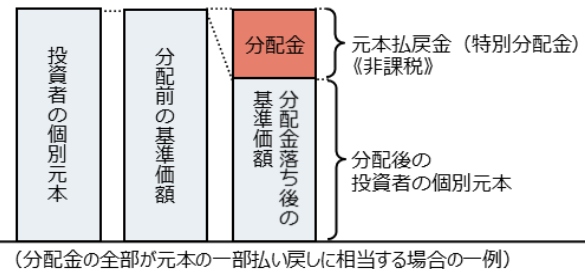 投資者の個別元本
分配前の基準価額
分配金
分配金落ち後の
基準価額
元本払戻金（特別分配金）
《非課税》
分配後の
投資者の個別元本
（分配金の全部が元本の一部払い戻しに相当する場合の一例）